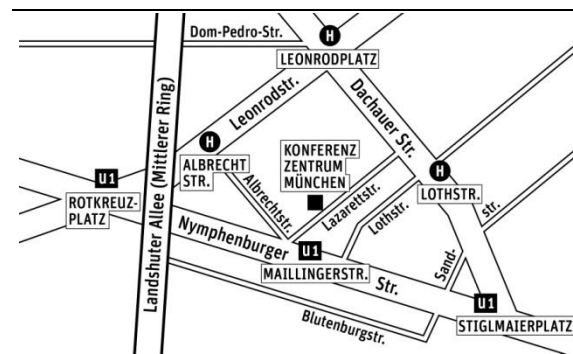 Dom-Pedro-Str.
H
LEONRODPLATZ
Landshuter Allee (Mittlerer Ring)
Leonrodstr.
Dachauer Str.
H
ALBRECHT
STR.
KONFERENZ
ZENTRUM
MÜNCHEN
U1
ROTKREUZ-
PLATZ
Albrechtstr.
Lazarettstr.
Lothstr.
H
LOTHSTR.
Sand-
str.
Nymphenburger
Str.
U1
MAILLINGERSTR.
Blutenburgstr.
U1
STIGLMAIERPLATZ